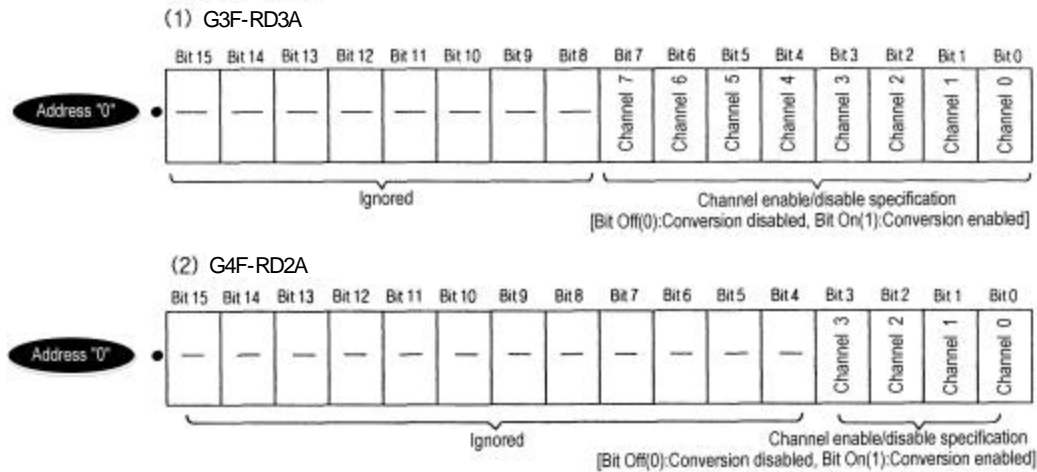 (1) G3F-RD3A
Bit 15 Bit 14 Bit 13 Bit 12 Bit 11 Bit 10 Bit 9 Bit 8 Bit 7 Bit 6 Bit 5 Bit 4 Bit 3 Bit 2 Bit 1 Bit 0
Address "0" — — — — — — — — Channel 7 Channel 6 Channel 5 Channel 4 Channel 3 Channel 2 Channel 1 Channel 0
Ignored Channel enable/disable specification
[Bit Off(0):Conversion disabled, Bit On(1):Conversion enabled]
(2) G4F-RD2A
Bit 15 Bit 14 Bit 13 Bit 12 Bit 11 Bit 10 Bit 9 Bit 8 Bit 7 Bit 6 Bit 5 Bit 4 Bit 3 Bit 2 Bit 1 Bit 0
Address "0" — — — — — — — — — — — — Channel 3 Channel 2 Channel 1 Channel 0
Ignored Channel enable/disable specification
[Bit Off(0):Conversion disabled, Bit On(1):Conversion enabled]